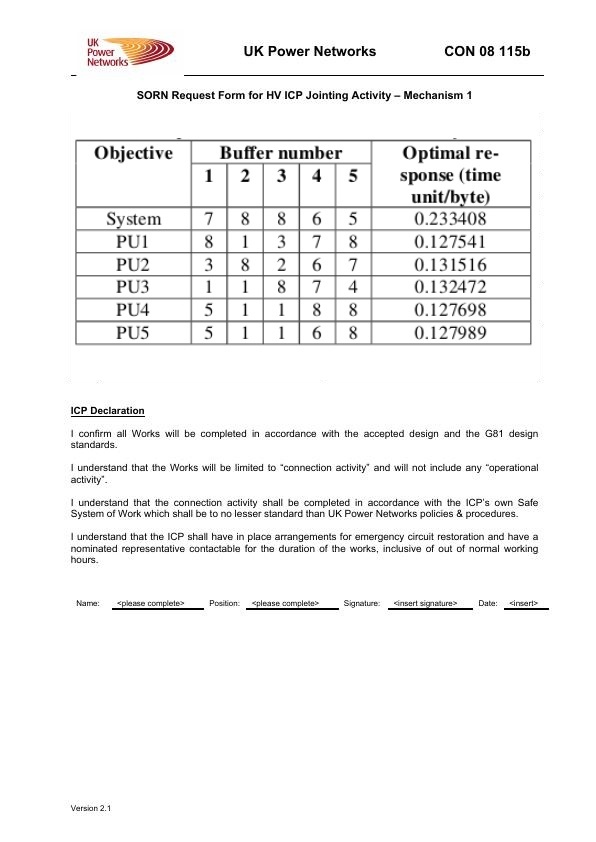 UK
Power
Networks
UK Power Networks CON 08 115b
SORN Request Form for HV ICP Jointing Activity – Mechanism 1
Objective Buffer number Optimal re-
1 2 3 4 5 sponse (time
unit/byte)
System 7 8 8 6 5 0.233408
PU1 8 1 3 7 8 0.127541
PU2 3 8 2 6 7 0.131516
PU3 1 1 8 7 4 0.132472
PU4 5 1 1 8 8 0.127698
PU5 5 1 1 6 8 0.127989
ICP Declaration
I confirm all Works will be completed in accordance with the accepted design and the G81 design
standards.
I understand that the Works will be limited to “connection activity” and will not include any “operational
activity”.
I understand that the connection activity shall be completed in accordance with the ICP’s own Safe
System of Work which shall be to no lesser standard than UK Power Networks policies & procedures.
I understand that the ICP shall have in place arrangements for emergency circuit restoration and have a
nominated representative contactable for the duration of the works, inclusive of out of normal working
hours.
Name: <please complete> Position: <please complete> Signature: <insert signature> Date: <insert>
Version 2.1